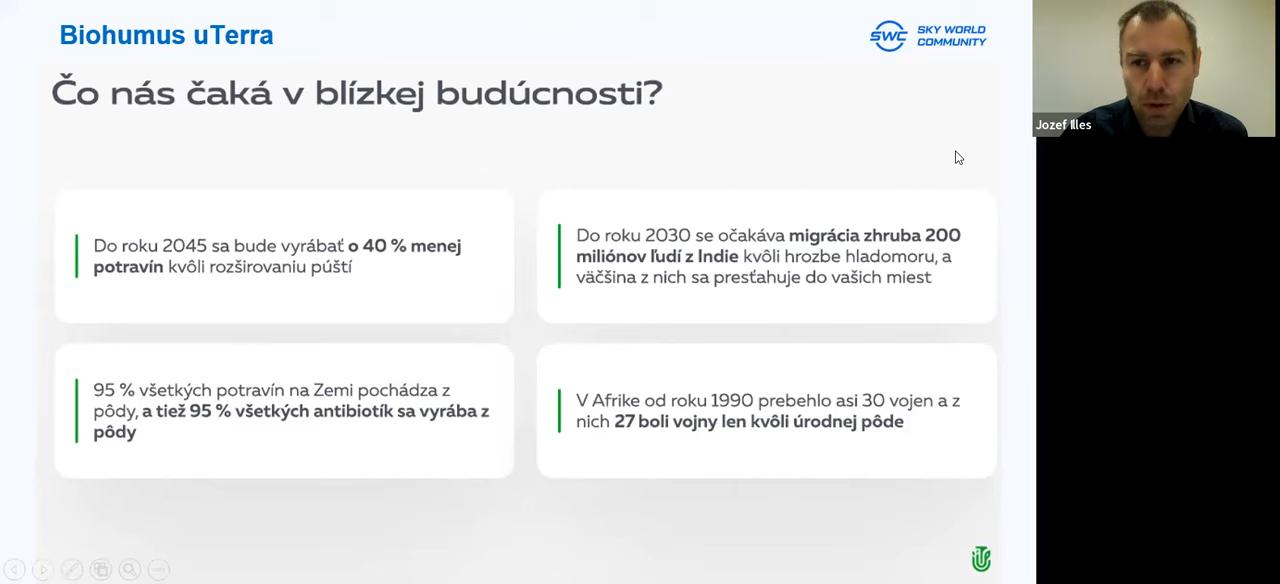 Biohumus uTerra
SWC SKY WORLD
COMMUNITY
Čo nás čaká v blízkej budúcnosti?
Jozef Illes
Do roku 2045 sa bude vyrábať o 40 % menej
potravín kvôli rozširovaniu púští
Do roku 2030 se očakáva migrácia zhruba 200
miliónov ľudí z Indie kvôli hrozbe hladomoru, a
väčšina z nich sa presťahuje do vašich miest
95 % všetkých potravín na Zemi pochádza z
pôdy, a tiež 95 % všetkých antibiotík sa vyrába z
pôdy
V Afrike od roku 1990 prebehlo asi 30 vojen a z
nich 27 boli vojny len kvôli úrodnej pôde